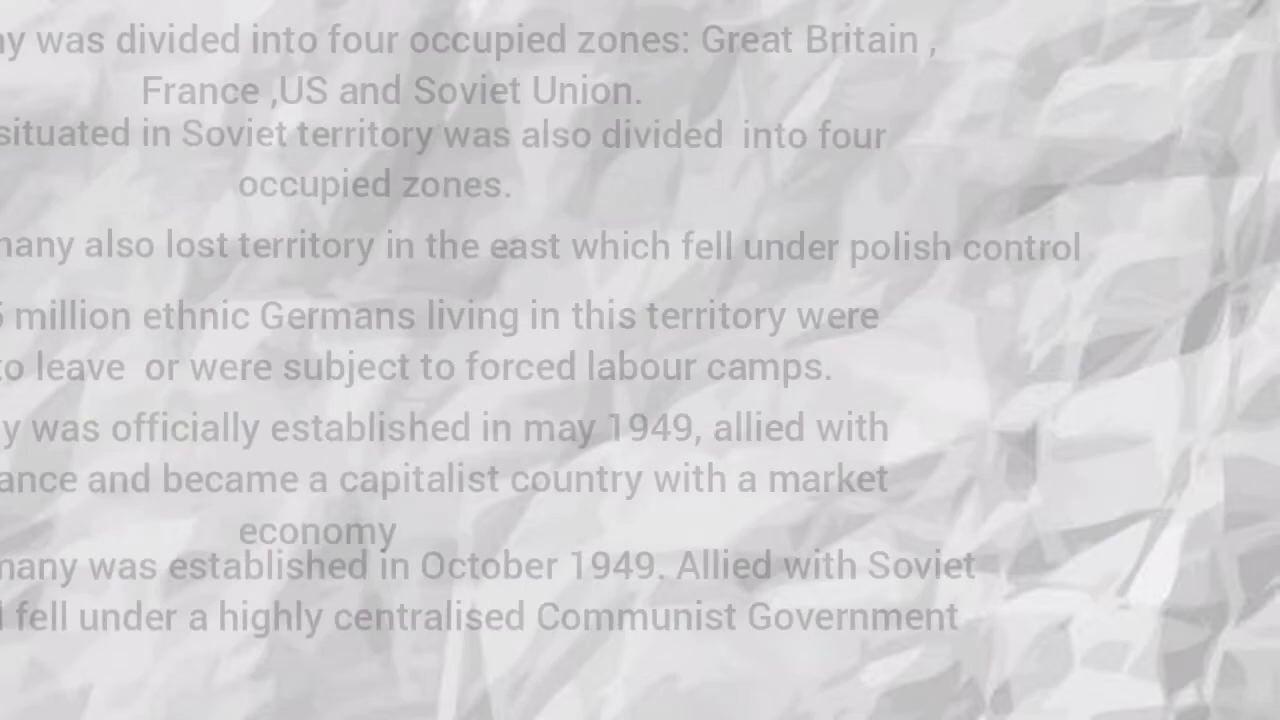 was divided into four occupied zones: Great Britain ,
France ,US and Soviet Union.
situated in Soviet territory was also divided into four
occupied zones.
also lost territory in the east which fell under polish control
million ethnic Germans living in this territory were
to leave or were subject to forced labour camps.
was officially established in may 1949, allied with
and became a capitalist country with a market
economy
was established in October 1949. Allied with Soviet
fell under a highly centralised Communist Government